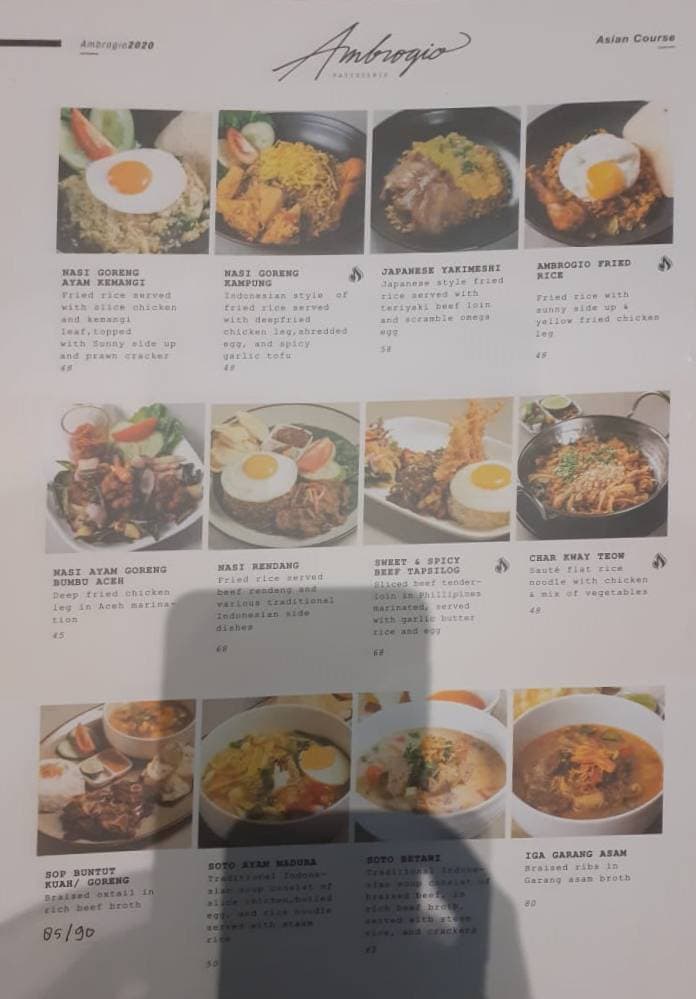 Ambrogio2020
Ambrogio
PATISSERIE
Asian Course
NASI GORENG
AYAM KEMANGI
Fried rice served
with slice chicken
and kemangi
leaf,topped
with Sunny side up
and prawn cracker
48
NASI GORENG
KAMPUNG
Indonesian style of
fried rice served
with deepfried
chicken leg,shredded
egg, and spicy
garlic tofu
48
JAPANESE YAKIMESHI
Japanese style fried
rice served with
teriyaki beef loin
and scramble omega
egg
58
AMBROGIO FRIED
RICE
Fried rice with
sunny side up &
yellow fried chicken
leg
48
NASI AYAM GORENG
BUMBU ACEH
Deep fried chicken
leg in Aceh marina-
tion
45
NASI RENDANG
Fried rice served
beef rendang and
various traditional
Indonesian side
dishes
68
SWEET & SPICY
BEEF TAPSILOG
Sliced beef tender-
loin in Phillipines
marinated, served
with garlic butter
rice and egg
68
CHAR KWAY TEOW
Sauté flat rice
noodle with chicken
& mix of vegetables
48
SOP BUNTUT
KUAH/ GORENG
Braised oxtail in
rich beef broth
85/90
SOTO AYAM MADURA
Traditional Indone-
sian soup consist of
slice chicken,boiled
egg, and rice noodle
served with steam
rice
50
SOTO BETAWI
Traditional Indone-
sian soup consist of
braised beef, in
rich beef broth,
served with steam
rice, and crackers
IGA GARANG ASAM
Braised ribs in
Garang asam broth
80